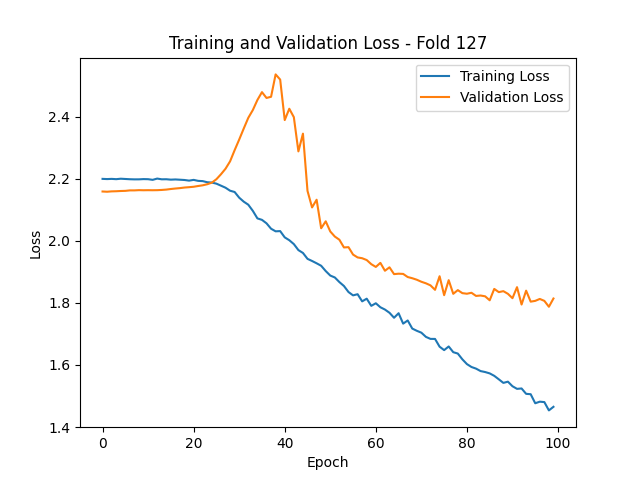 Training and Validation Loss - Fold 127
Training Loss
Validation Loss
Loss
2.4
2.2
2.0
1.8
1.6
1.4
0 20 40 60 80 100
Epoch